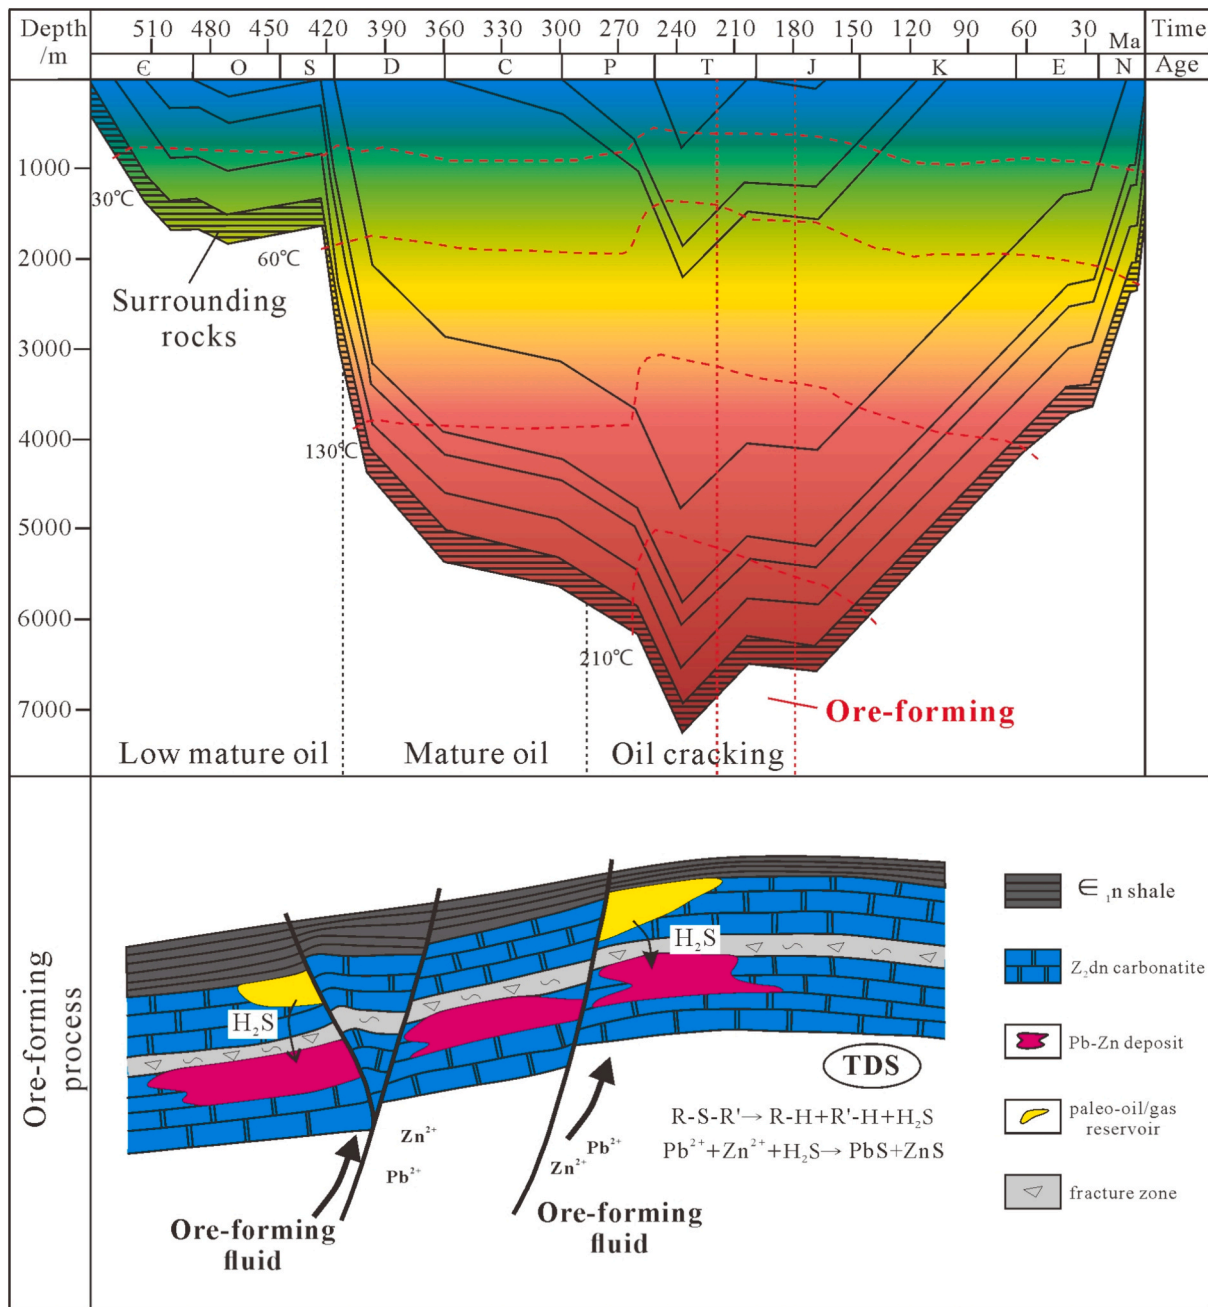 Depth
/m
510 480 450 420 390 360 330 300 270 240 210 180 150 120 90 60 30 Ma
Time
Є O S D C P T J K E N
Age
1000
2000
3000
4000
5000
6000
7000
30℃
60℃
130℃
210℃
Surrounding
rocks
Ore-forming
Low mature oil
Mature oil
Oil cracking
Ore-forming
process
H₂S
H₂S
Zn²⁺
Pb²⁺
Pb²⁺
Zn²⁺
Ore-forming
fluid
Ore-forming
fluid
TDS
R-S-R'→ R-H+R'-H+H₂S
Pb²⁺+Zn²⁺+H₂S→ PbS+ZnS
∈₁n shale
Z₂dn carbonatite
Pb-Zn deposit
paleo-oil/gas
reservoir
fracture zone